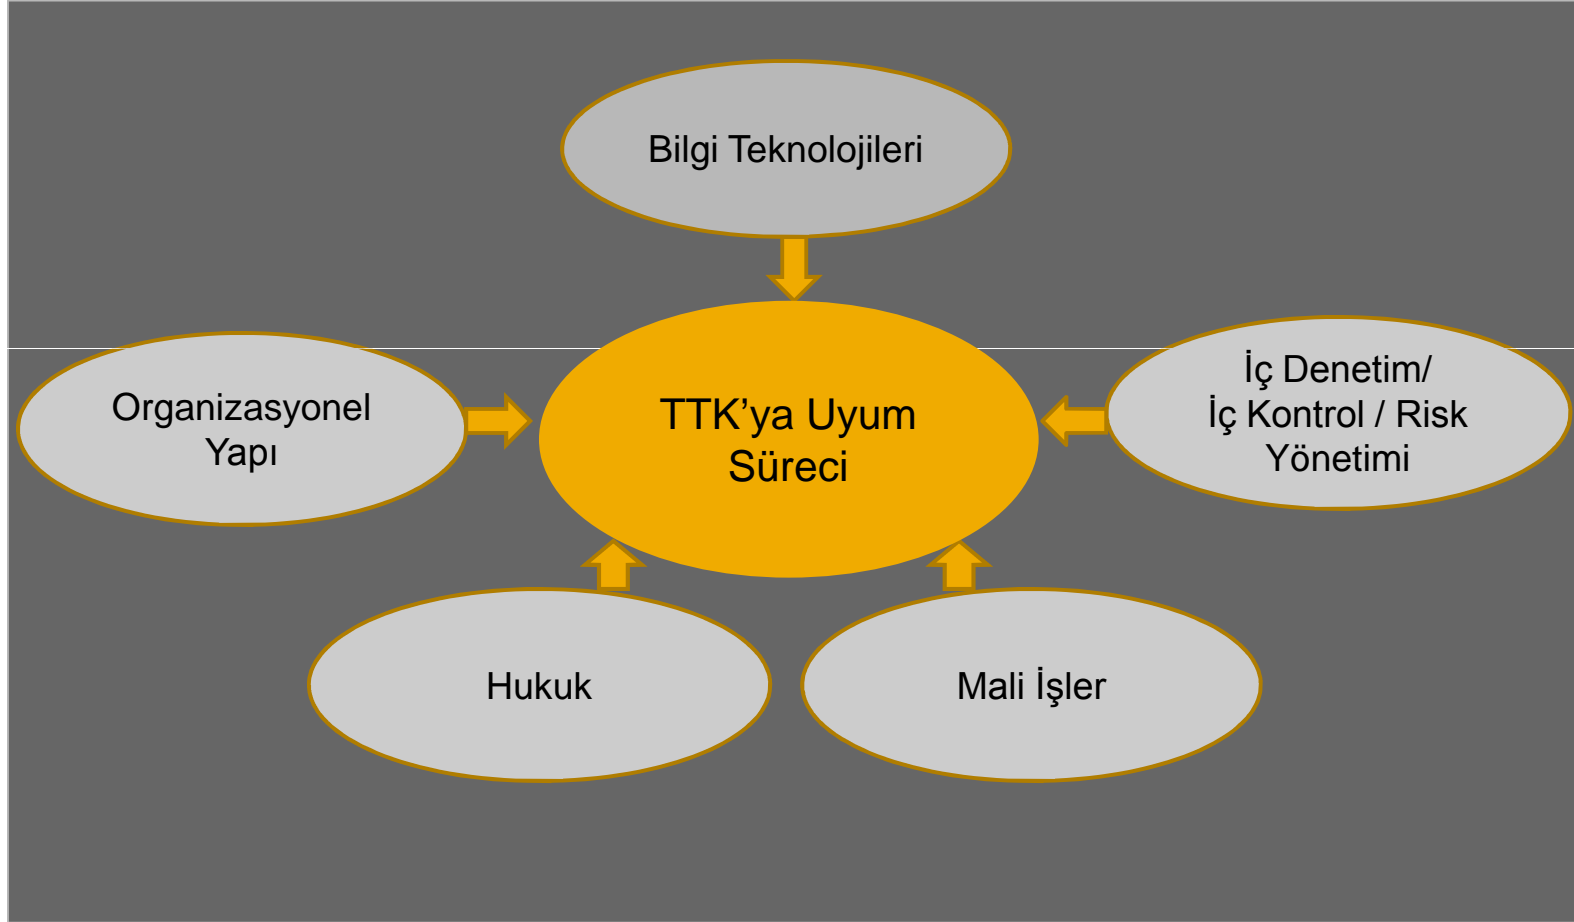 Bilgi Teknolojileri
Organizasyonel
Yapı
TTK’ya Uyum
Süreci
İç Denetim/
İç Kontrol / Risk
Yönetimi
Hukuk
Mali İşler